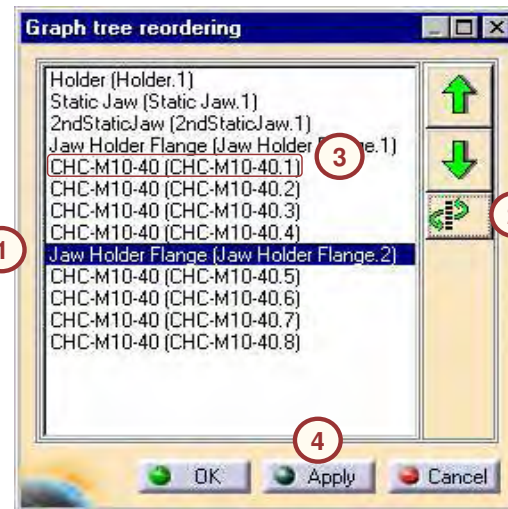 Graph tree reordering
Holder (Holder.1)
Static Jaw (Static Jaw.1)
2ndStaticJaw (2ndStaticJaw.1)
Jaw Holder Flange (Jaw Holder e.1)
3
CHC-M10-40 (CHC-M10-40.1)
CHC-M10-40 (CHC-M10-40.2)
CHC-M10-40 (CHC-M10-40.3)
CHC-M10-40 (CHC-M10-40.4)
1
Jaw Holder Flange (Jaw Holder Flange.2)
CHC-M10-40 (CHC-M10-40.5)
CHC-M10-40 (CHC-M10-40.6)
CHC-M10-40 (CHC-M10-40.7)
CHC-M10-40 (CHC-M10-40.8)
4
OK Apply Cancel